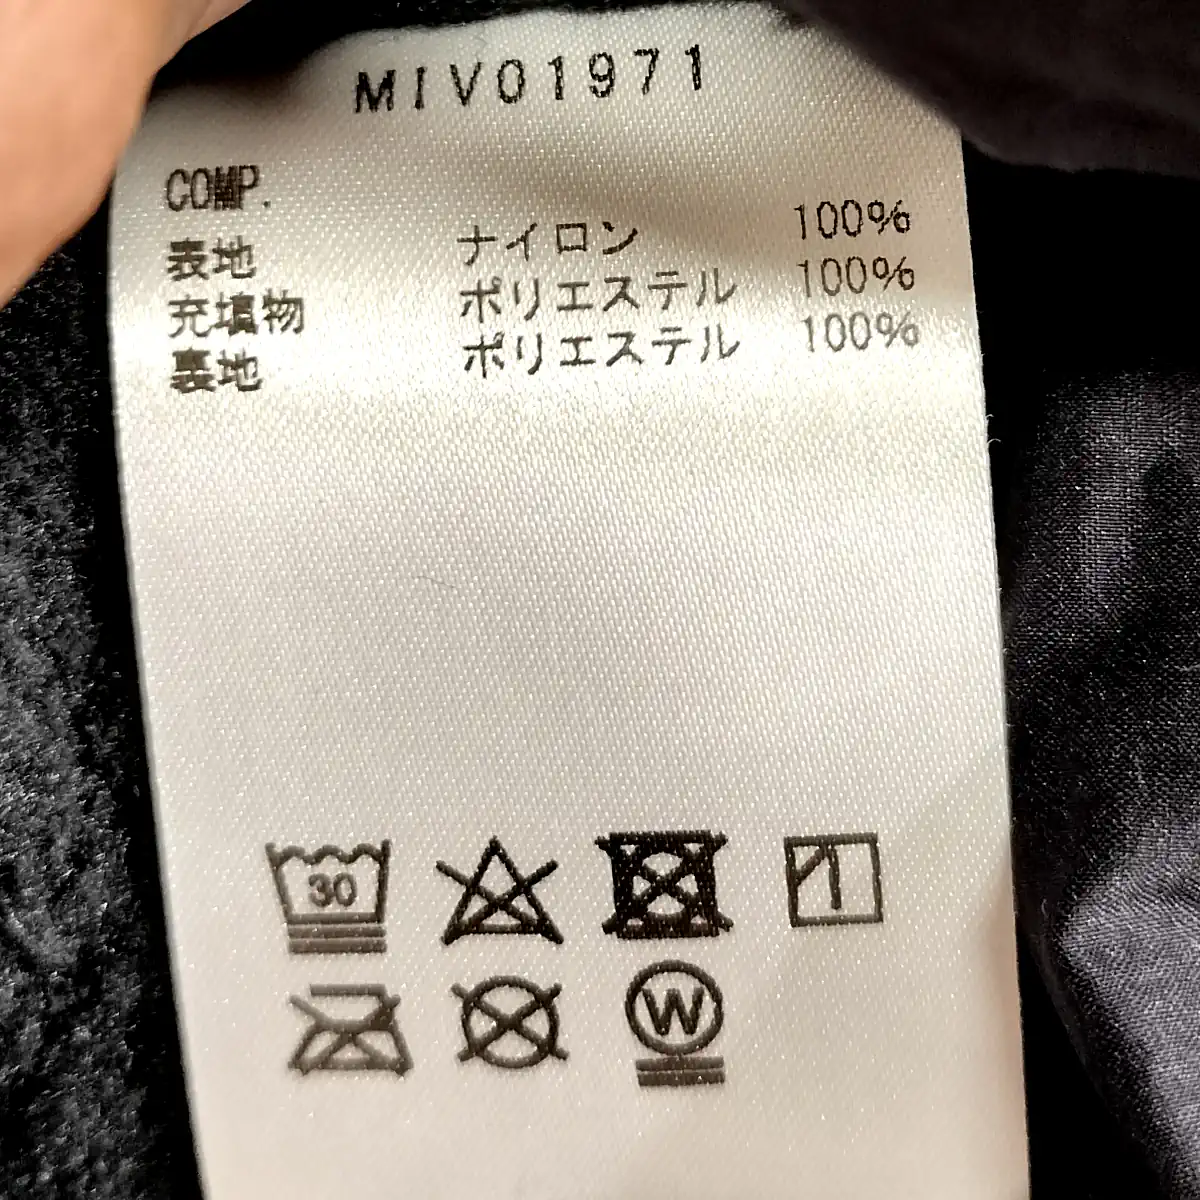 MIV01971
COMP.
表地 ナイロン 100%
充填物 ポリエステル 100%
裏地 ポリエステル 100%
30
W